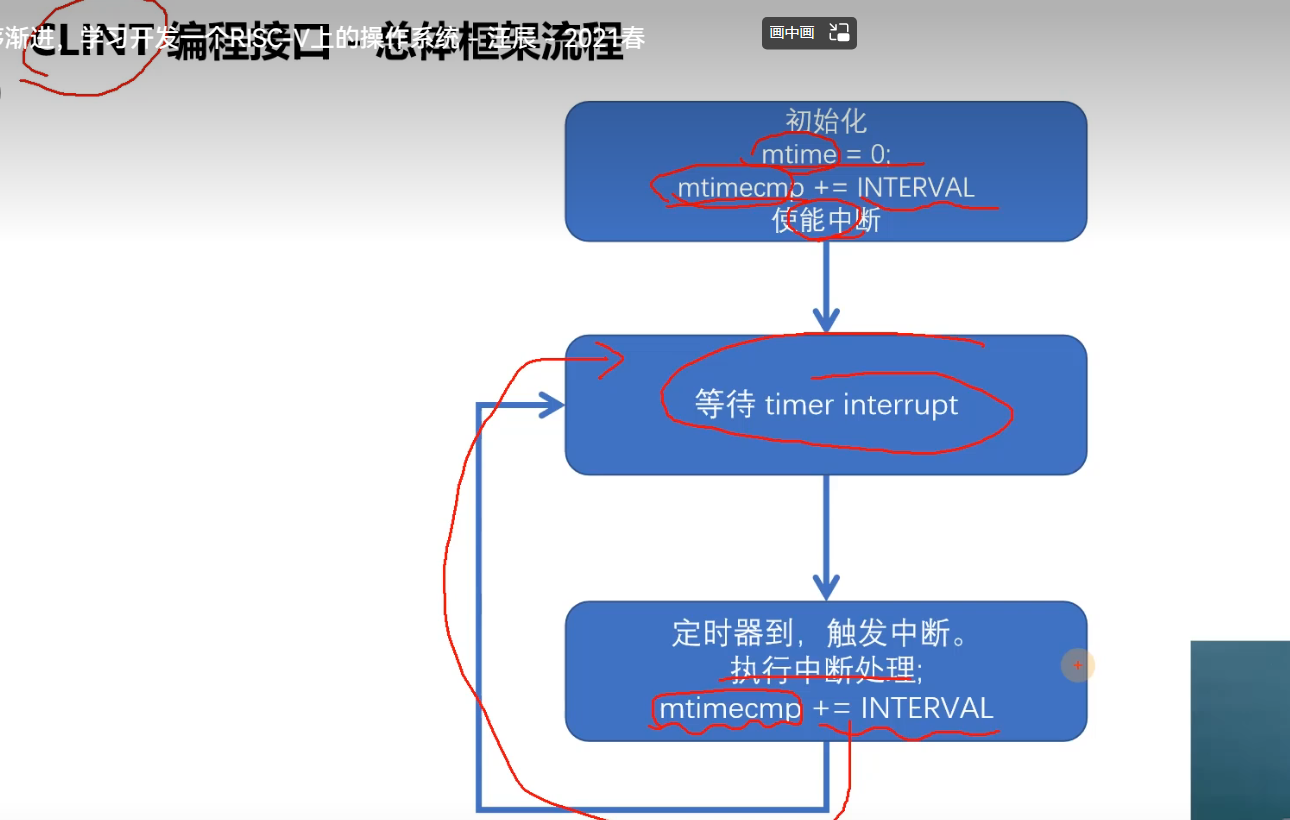 序渐进，学习开发一个RISC-V上的操作系统 - 汪辰 - 2021春
画中画
CLINT 编程接口 - 总体框架流程
初始化
mtime = 0;
mtimecmp += INTERVAL
使能中断
等待 timer interrupt
定时器到，触发中断。
执行中断处理;
mtimecmp += INTERVAL